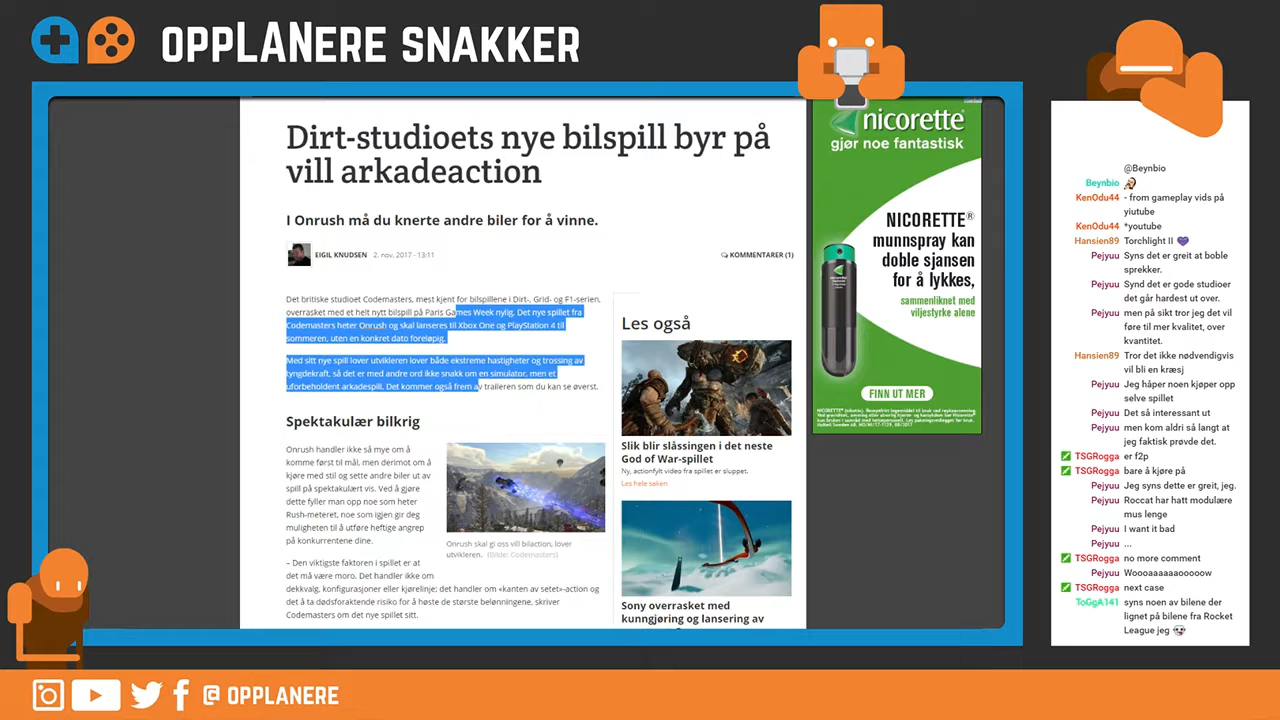 OPPLANERE SNAKKER
Dirt-studioets nye bilspill byr på
vill arkadeaction
I Onrush må du knerte andre biler for å vinne.
EIGIL KNUDSEN 2. nov. 2017 - 13:11
KOMMENTARER (1)
Det britiske studioet Codemasters, mest kjent for bilspillene i Dirt-, Grid- og F1-serien,
overrasket med et helt nytt bilspill på Paris Games Week nylig. Det nye spillet fra
Codemasters heter Onrush og skal lanseres til Xbox One og PlayStation 4 til
sommeren, uten en konkret dato foreløpig.
Med sitt nye spill lover utvikleren lover både ekstreme hastigheter og trossing av
tyngdekraft, så det er med andre ord ikke snakk om en simulator, men et
uforbeholdent arkadespill. Det kommer også frem av traileren som du kan se øverst.
Spektakulær bilkrig
Onrush handler ikke så mye om å
komme først til mål, men derimot om å
kjøre med stil og sette andre biler ut av
spill på spektakulært vis. Ved å gjøre
dette fyller man opp noe som heter
Rush-meteret, noe som igjen gir deg
muligheten til å utføre heftige angrep
på konkurrentene dine.
Onrush skal gi oss vill bilaction, lover
utvikleren. (Bilde: Codemasters)
– Den viktigste faktoren i spillet er at
det må være moro. Det handler ikke om
dekkvalg, konfigurasjoner eller kjørelinje; det handler om «kanten av setet»-action og
det å ta dødsforaktende risiko for å høste de største belønningene, skriver
Codemasters om det nye spillet sitt.
Les også
Slik blir slåssingen i det neste
God of War-spillet
Ny, actionfylt video fra spillet er sluppet.
Les hele saken
Sony overrasket med
kunngjøring og lansering av
nicorette
gjør noe fantastisk
NICORETTE®
munnspray kan
doble sjansen
for å lykkes,
sammenliknet med
viljestyrke alene
FINN UT MER
@Beynbio
Beynbio
KenOdu44 - from gameplay vids på
yiutube
KenOdu44 *youtube
Hansien89 Torchlight II 💜
Pejyuu Syns det er greit at boble
sprekker.
Pejyuu Synd det er gode studioer
det går hardest ut over.
Pejyuu men på sikt tror jeg det vil
føre til mer kvalitet, over
kvantitet.
Hansien89 Tror det ikke nødvendigvis
vil bli en kræsj
Pejyuu Jeg håper noen kjøper opp
selve spillet
Pejyuu Det så interessant ut
Pejyuu men kom aldri så langt at
jeg faktisk prøvde det.
TSGRogga er f2p
TSGRogga bare å kjøre på
Pejyuu Jeg syns dette er greit, jeg.
Pejyuu Roccat har hatt modulære
mus lenge
Pejyuu I want it bad
Pejyuu ...
TSGRogga no more comment
Pejyuu Woooaaaaaaooooow
TSGRogga next case
ToGgA141 syns noen av bilene der
lignet på bilene fra Rocket
League jeg
@ OPPLANERE